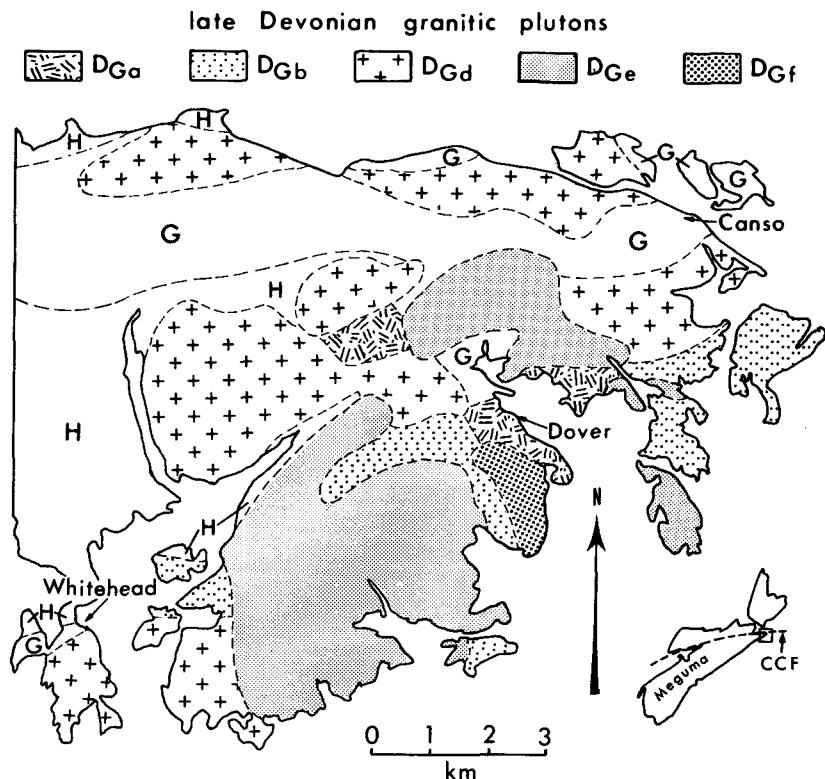 late Devonian granitic plutons
DGa DGb DGd DGe DGf
H
H
G
G
G
Canso
G
G
H
G
Dover
H
N
H
Whitehead
H
G
CCF
Meguma
0 1 2 3
km